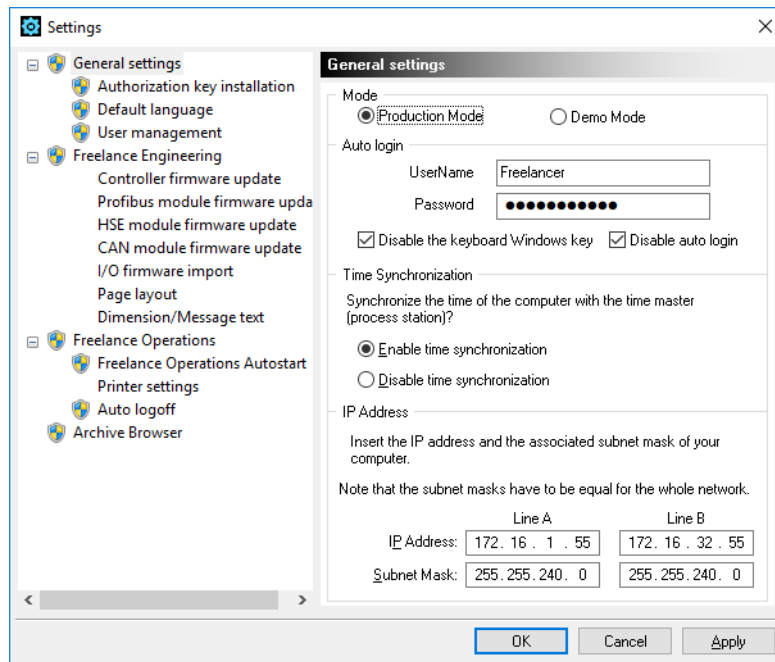 Settings
General settings
Authorization key installation
Default language
User management
Freelance Engineering
Controller firmware update
Profibus module firmware upda
HSE module firmware update
CAN module firmware update
I/O firmware import
Page layout
Dimension/Message text
Freelance Operations
Freelance Operations Autostart
Printer settings
Auto logoff
Archive Browser
General settings
Mode
Production Mode Demo Mode
Auto login
UserName Freelancer
Password ●●●●●●●●●●●
Disable the keyboard Windows key Disable auto login
Time Synchronization
Synchronize the time of the computer with the time master
(process station)?
Enable time synchronization
Disable time synchronization
IP Address
Insert the IP address and the associated subnet mask of your
computer.
Note that the subnet masks have to be equal for the whole network.
Line A Line B
IP Address: 172. 16 . 1 . 55 172. 16 . 32 . 55
Subnet Mask: 255.255.240. 0 255.255.240. 0
OK Cancel Apply